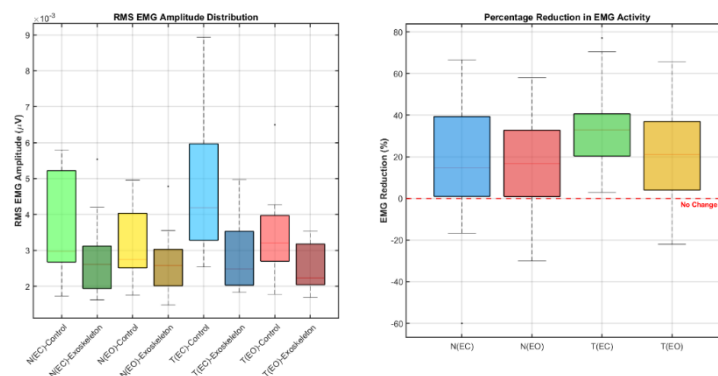 RMS EMG Amplitude Distribution
×10⁻³
RMS EMG Amplitude (μV)
9
8
7
6
5
4
3
2
N(EC)-Control
N(EC)-Exoskeleton
N(EO)-Control
N(EO)-Exoskeleton
T(EC)-Control
T(EC)-Exoskeleton
T(EO)-Control
T(EO)-Exoskeleton
Percentage Reduction in EMG Activity
EMG Reduction (%)
80
60
40
20
0
-20
-40
-60
No Change
N(EC)
N(EO)
T(EC)
T(EO)